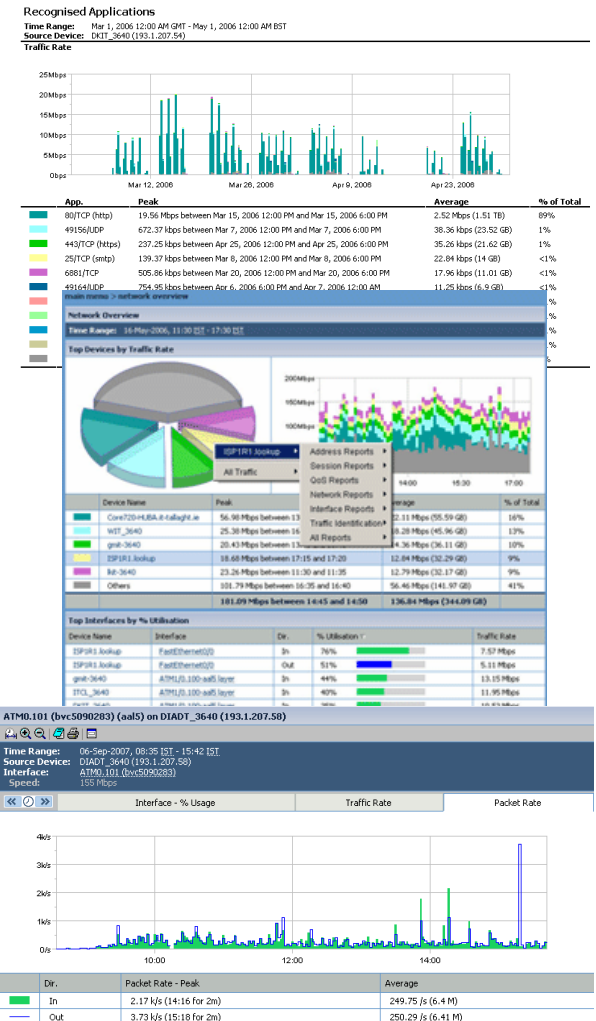 Recognised Applications
Time Range: Mar 1, 2006 12:00 AM GMT - May 1, 2006 12:00 AM BST
Source Device: DKIT_3640 (193.1.207.54)
Traffic Rate
25Mbps
20Mbps
15Mbps
10Mbps
5Mbps
0bps
Mar 12, 2006 Mar 26, 2006 Apr 9, 2006 Apr 23, 2006
App. Peak Average % of Total
80/TCP (http) 19.56 Mbps between Mar 15, 2006 12:00 PM and Mar 15, 2006 6:00 PM 2.52 Mbps (1.51 TB) 89%
49156/UDP 672.37 kbps between Mar 7, 2006 12:00 PM and Mar 7, 2006 6:00 PM 38.36 kbps (23.52 GB) 1%
443/TCP (https) 237.25 kbps between Apr 25, 2006 12:00 PM and Apr 25, 2006 6:00 PM 35.26 kbps (21.62 GB) 1%
25/TCP (smtp) 139.37 kbps between Mar 8, 2006 12:00 PM and Mar 8, 2006 6:00 PM 22.84 kbps (14 GB) <1%
6881/TCP 505.86 kbps between Mar 20, 2006 12:00 PM and Mar 20, 2006 6:00 PM 17.96 kbps (11.01 GB) <1%
49164/UDP 754.95 kbps between Apr 6, 2006 6:00 PM and Apr 7, 2006 12:00 AM 11.25 kbps (6.9 GB) <1%
main menu > network overview
Network Overview
Time Range: 16-May-2006, 11:30 IST - 17:30 IST
Top Devices by Traffic Rate
200Mbps
150Mbps
100Mbps
ISP1R1.lookup Address Reports
All Traffic Session Reports
QoS Reports
Network Reports
Interface Reports
Traffic Identification
All Reports
14:00 15:30 17:00
Device Name Peak verage % of Total
Core720-HUBA.it-tallaght.ie 56.98 Mbps between 13 22.11 Mbps (55.59 GB) 16%
WIT_3640 25.38 Mbps between 16 18.28 Mbps (45.96 GB) 13%
gmit-3640 20.43 Mbps between 13 14.36 Mbps (36.11 GB) 10%
ISP1R1.lookup 18.68 Mbps between 17:15 and 17:20 12.84 Mbps (32.29 GB) 9%
lkit-3640 23.26 Mbps between 11:30 and 11:35 12.79 Mbps (32.17 GB) 9%
Others 101.79 Mbps between 16:35 and 16:40 56.46 Mbps (141.97 GB) 41%
181.09 Mbps between 14:45 and 14:50 136.84 Mbps (344.09 GB)
Top Interfaces by % Utilisation
Device Name Interface Dir. % Utilisation Traffic Rate
ISP1R1.lookup FastEthernet0/0 In 76% 7.57 Mbps
ISP1R1.lookup FastEthernet0/0 Out 51% 5.11 Mbps
gmit-3640 ATM1/0.100-aal5 layer In 44% 13.15 Mbps
ITCL_3640 ATM1/0.100-aal5 layer In 40% 11.95 Mbps
ATM0.101 (bvc5090283) (aal5) on DIADT_3640 (193.1.207.58)
Time Range: 06-Sep-2007, 08:35 IST - 15:42 IST
Source Device: DIADT_3640 (193.1.207.58)
Interface: ATM0.101 (bvc5090283)
Speed: 155 Mbps
Interface - % Usage Traffic Rate Packet Rate
4k/s
3k/s
2k/s
1k/s
0/s
10:00 12:00 14:00
Dir. Packet Rate - Peak Average
In 2.17 k/s (14:16 for 2m) 249.75 /s (6.4 M)
Out 3.73 k/s (15:18 for 2m) 250.29 /s (6.41 M)